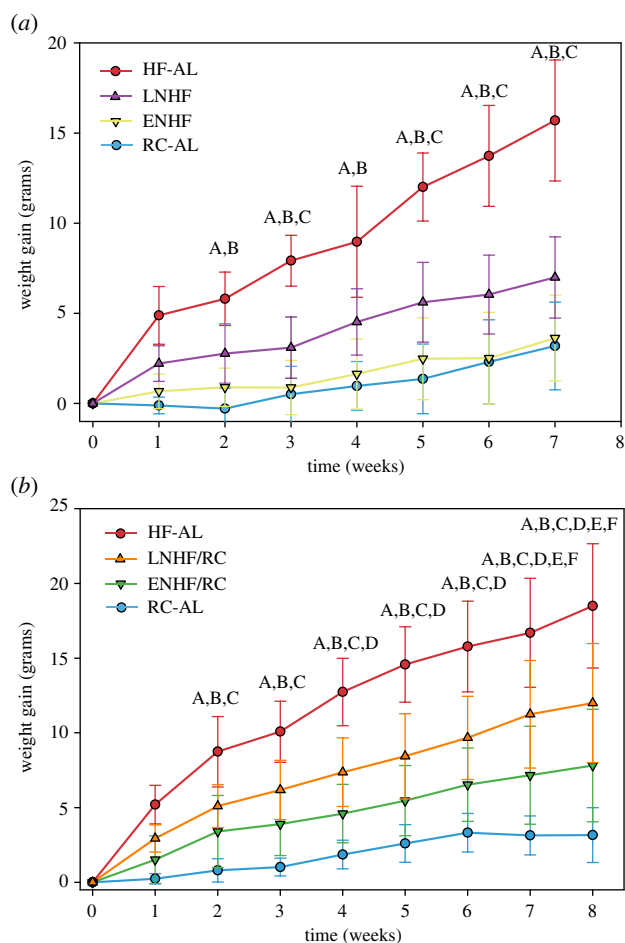 (a)
20
15
10
5
0
weight gain (grams)
HF-AL
LNHF
ENHF
RC-AL
A,B
A,B,C
A,B
A,B,C
A,B,C
A,B,C
0 1 2 3 4 5 6 7 8
time (weeks)
(b)
25
20
15
10
5
0
weight gain (grams)
HF-AL
LNHF/RC
ENHF/RC
RC-AL
A,B,C
A,B,C
A,B,C,D
A,B,C,D
A,B,C,D
A,B,C,D,E,F
A,B,C,D,E,F
0 1 2 3 4 5 6 7 8
time (weeks)